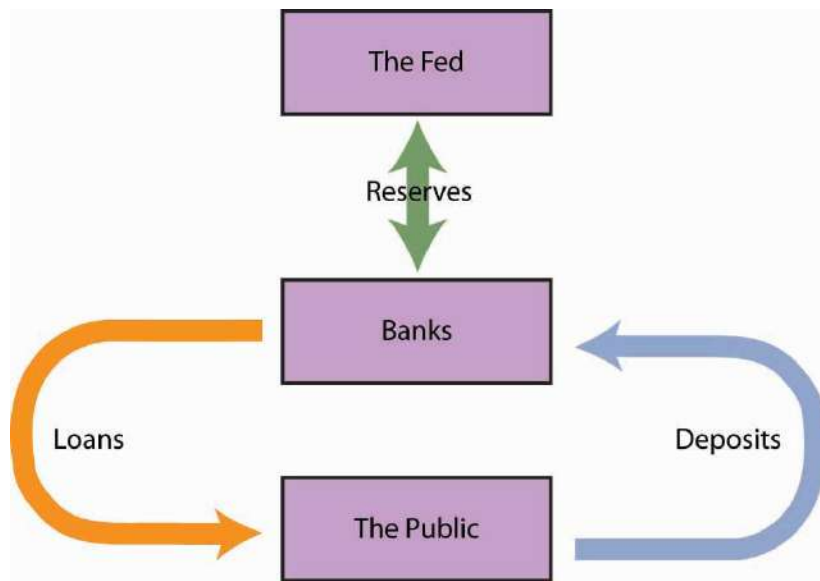 The Fed
Reserves
Banks
Loans
Deposits
The Public